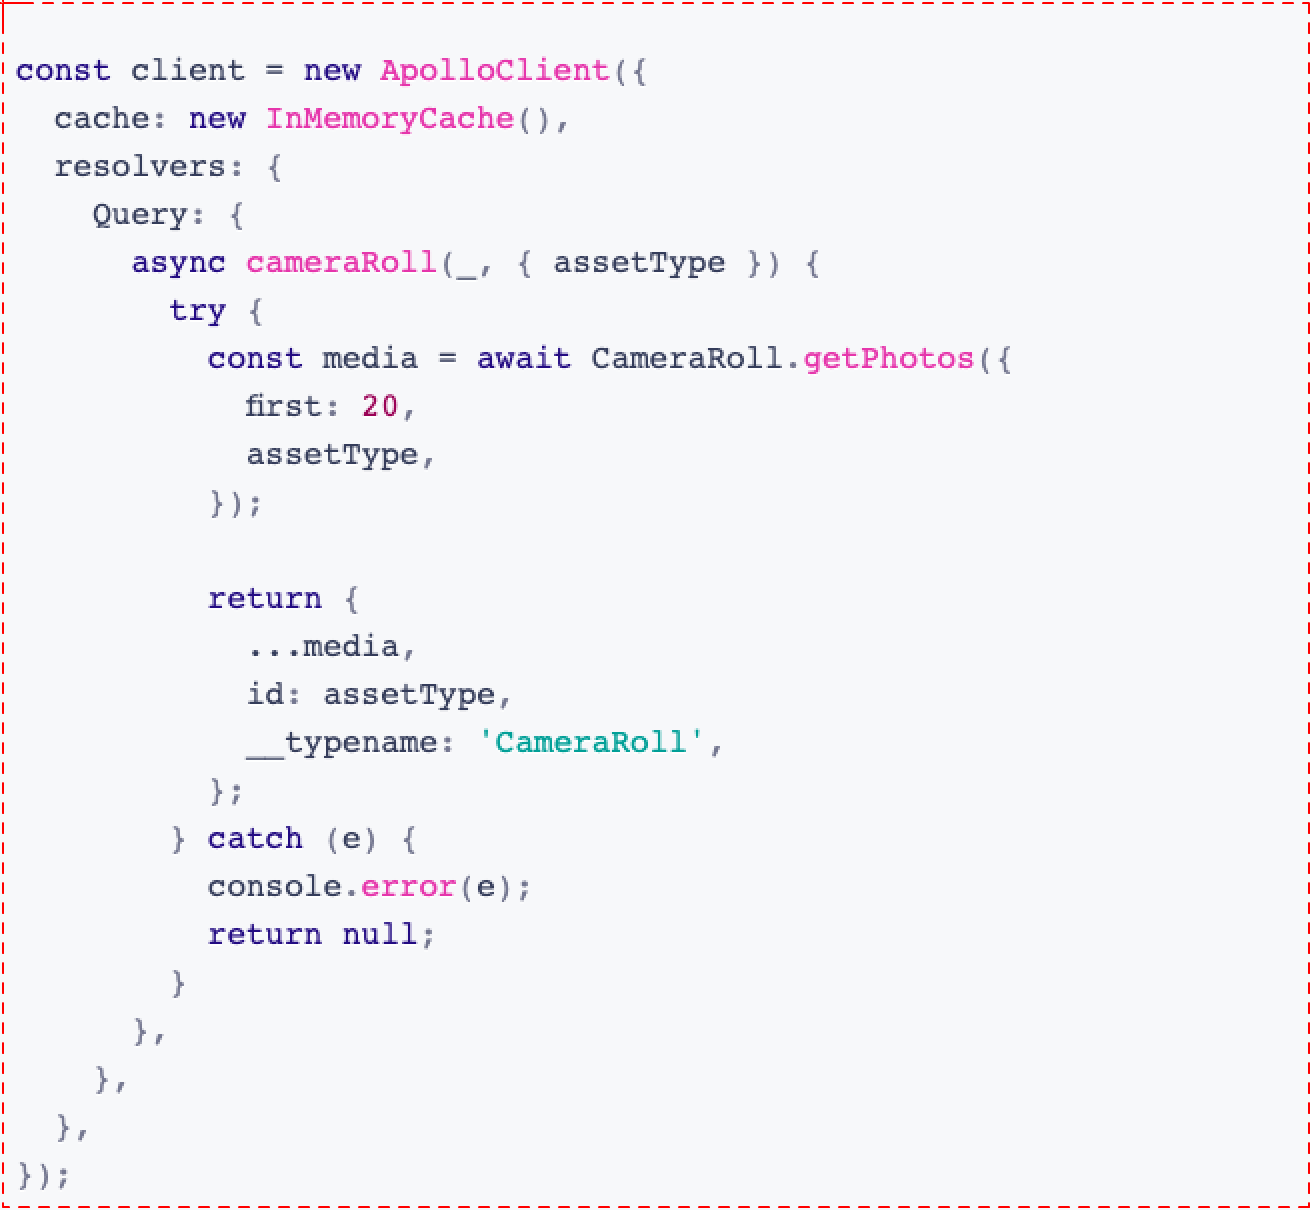 const client = new ApolloClient({
  cache: new InMemoryCache(),
  resolvers: {
    Query: {
      async cameraRoll(_, { assetType }) {
        try {
          const media = await CameraRoll.getPhotos({
            first: 20,
            assetType,
          });

          return {
            ...media,
            id: assetType,
            __typename: 'CameraRoll',
          };
        } catch (e) {
          console.error(e);
          return null;
        }
      },
    },
  },
});